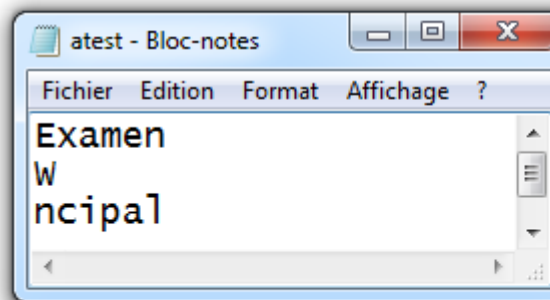 atest - Bloc-notes
Fichier Edition Format Affichage ?
Examen
W
ncipal